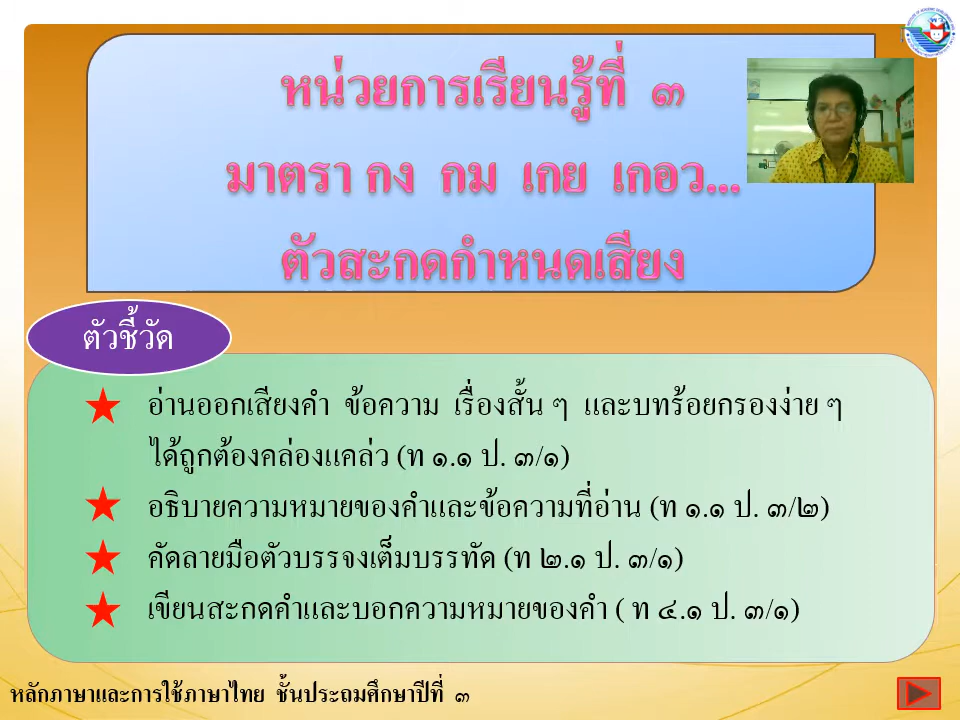 หน่วยการเรียนรู้ที่ ๓
มาตรา กง กม เกย เกอว...
ตัวสะกดกำหนดเสียง
ตัวชี้วัด
อ่านออกเสียงคำ ข้อความ เรื่องสั้น ๆ และบทร้อยกรองง่าย ๆ
ได้ถูกต้องคล่องแคล่ว (ท ๑.๑ ป. ๓/๑)
อธิบายความหมายของคำและข้อความที่อ่าน (ท ๑.๑ ป. ๓/๒)
คัดลายมือตัวบรรจงเต็มบรรทัด (ท ๒.๑ ป. ๓/๑)
เขียนสะกดคำและบอกความหมายของคำ ( ท ๔.๑ ป. ๓/๑)
หลักภาษาและการใช้ภาษาไทย ชั้นประถมศึกษาปีที่ ๓